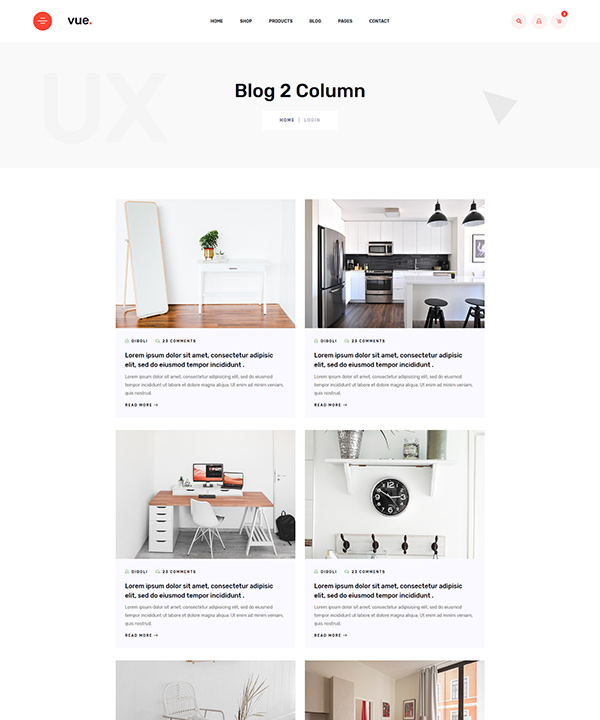 vue.
HOME SHOP PRODUCTS BLOG PAGES CONTACT
UX
Blog 2 Column
HOME | LOGIN
DIBOLI 23 COMMENTS
Lorem ipsum dolor sit amet, consectetur adipisic
elit, sed do eiusmod tempor incididunt .
Lorem ipsum dolor sit amet, consectetur adipisicing elit, sed do eiusmod
tempor incididunt ut labore et dolore magna aliqua. Ut enim ad minim veniam,
quis nostrud.
READ MORE
DIBOLI 23 COMMENTS
Lorem ipsum dolor sit amet, consectetur adipisic
elit, sed do eiusmod tempor incididunt .
Lorem ipsum dolor sit amet, consectetur adipisicing elit, sed do eiusmod
tempor incididunt ut labore et dolore magna aliqua. Ut enim ad minim veniam,
quis nostrud.
READ MORE
DIBOLI 23 COMMENTS
Lorem ipsum dolor sit amet, consectetur adipisic
elit, sed do eiusmod tempor incididunt .
Lorem ipsum dolor sit amet, consectetur adipisicing elit, sed do eiusmod
tempor incididunt ut labore et dolore magna aliqua. Ut enim ad minim veniam,
quis nostrud.
READ MORE
DIBOLI 23 COMMENTS
Lorem ipsum dolor sit amet, consectetur adipisic
elit, sed do eiusmod tempor incididunt .
Lorem ipsum dolor sit amet, consectetur adipisicing elit, sed do eiusmod
tempor incididunt ut labore et dolore magna aliqua. Ut enim ad minim veniam,
quis nostrud.
READ MORE